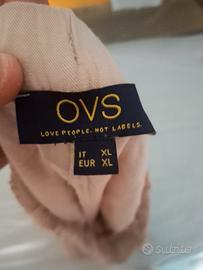 OVS
LOVE PEOPLE. NOT LABELS.
IT XL
EUR XL
subito